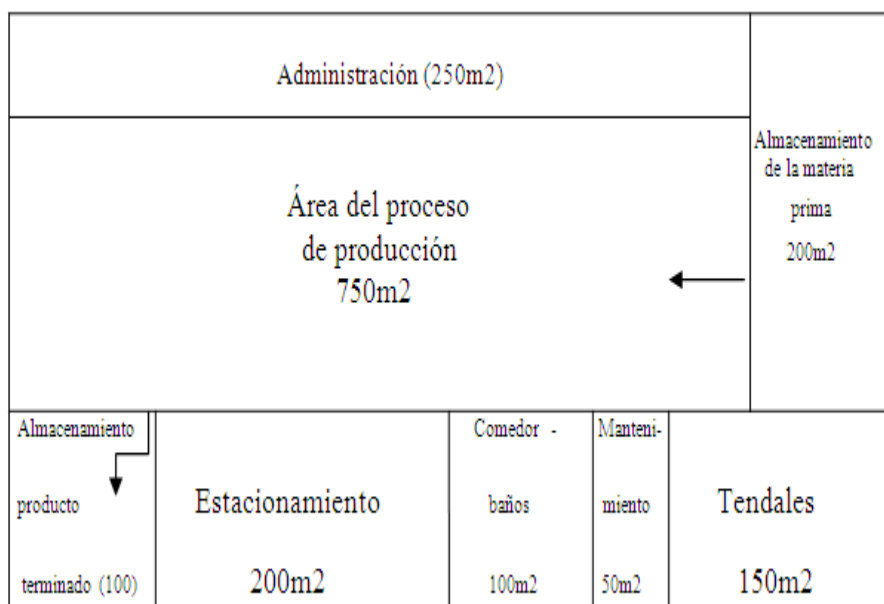 Administración (250m2)
Almacenamiento
de la materia
prima
200m2
Área del proceso
de producción
750m2
Almacenamiento
producto
terminado (100)
Estacionamiento
200m2
Comedor -
baños
100m2
Manteni-
miento
50m2
Tendales
150m2